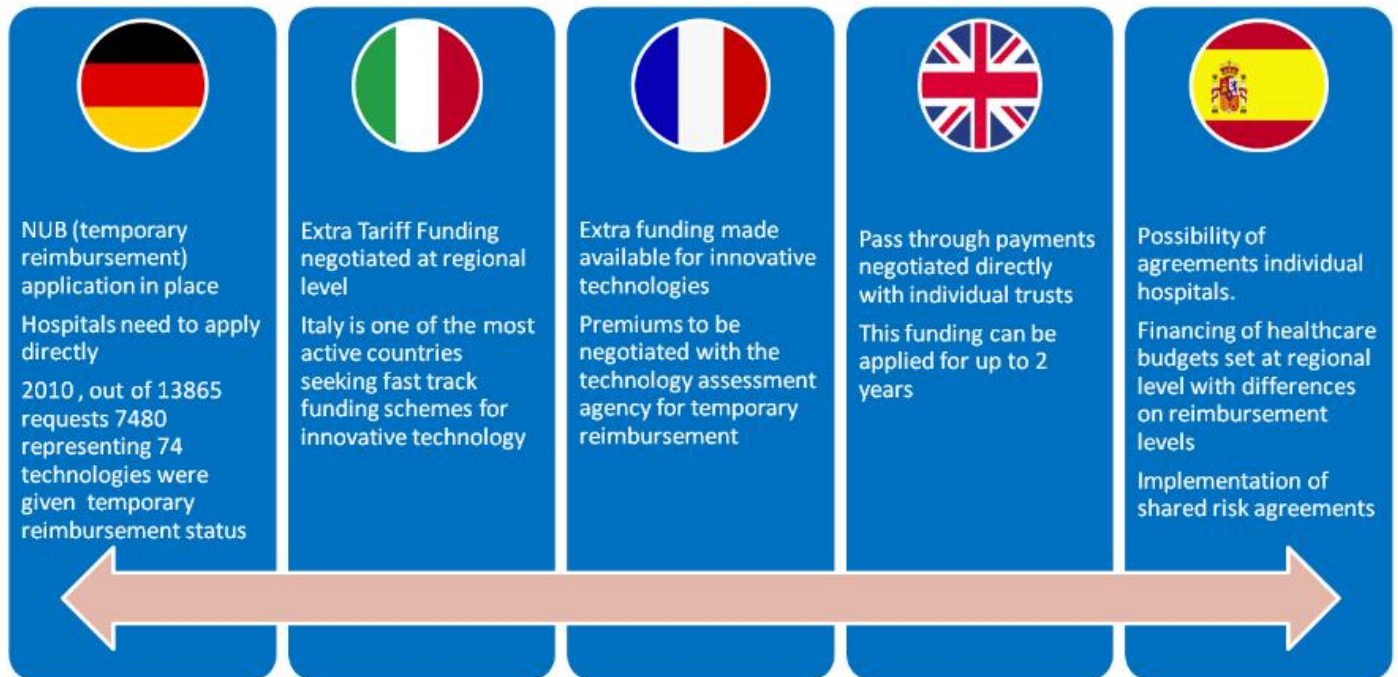 NUB (temporary
reimbursement)
application in place
Hospitals need to apply
directly
2010 , out of 13865
requests 7480
representing 74
technologies were
given temporary
reimbursement status
Extra Tariff Funding
negotiated at regional
level
Italy is one of the most
active countries
seeking fast track
funding schemes for
innovative technology
Extra funding made
available for innovative
technologies
Premiums to be
negotiated with the
technology assessment
agency for temporary
reimbursement
Pass through payments
negotiated directly
with individual trusts
This funding can be
applied for up to 2
years
Possibility of
agreements individual
hospitals.
Financing of healthcare
budgets set at regional
level with differences
on reimbursement
levels
Implementation of
shared risk agreements